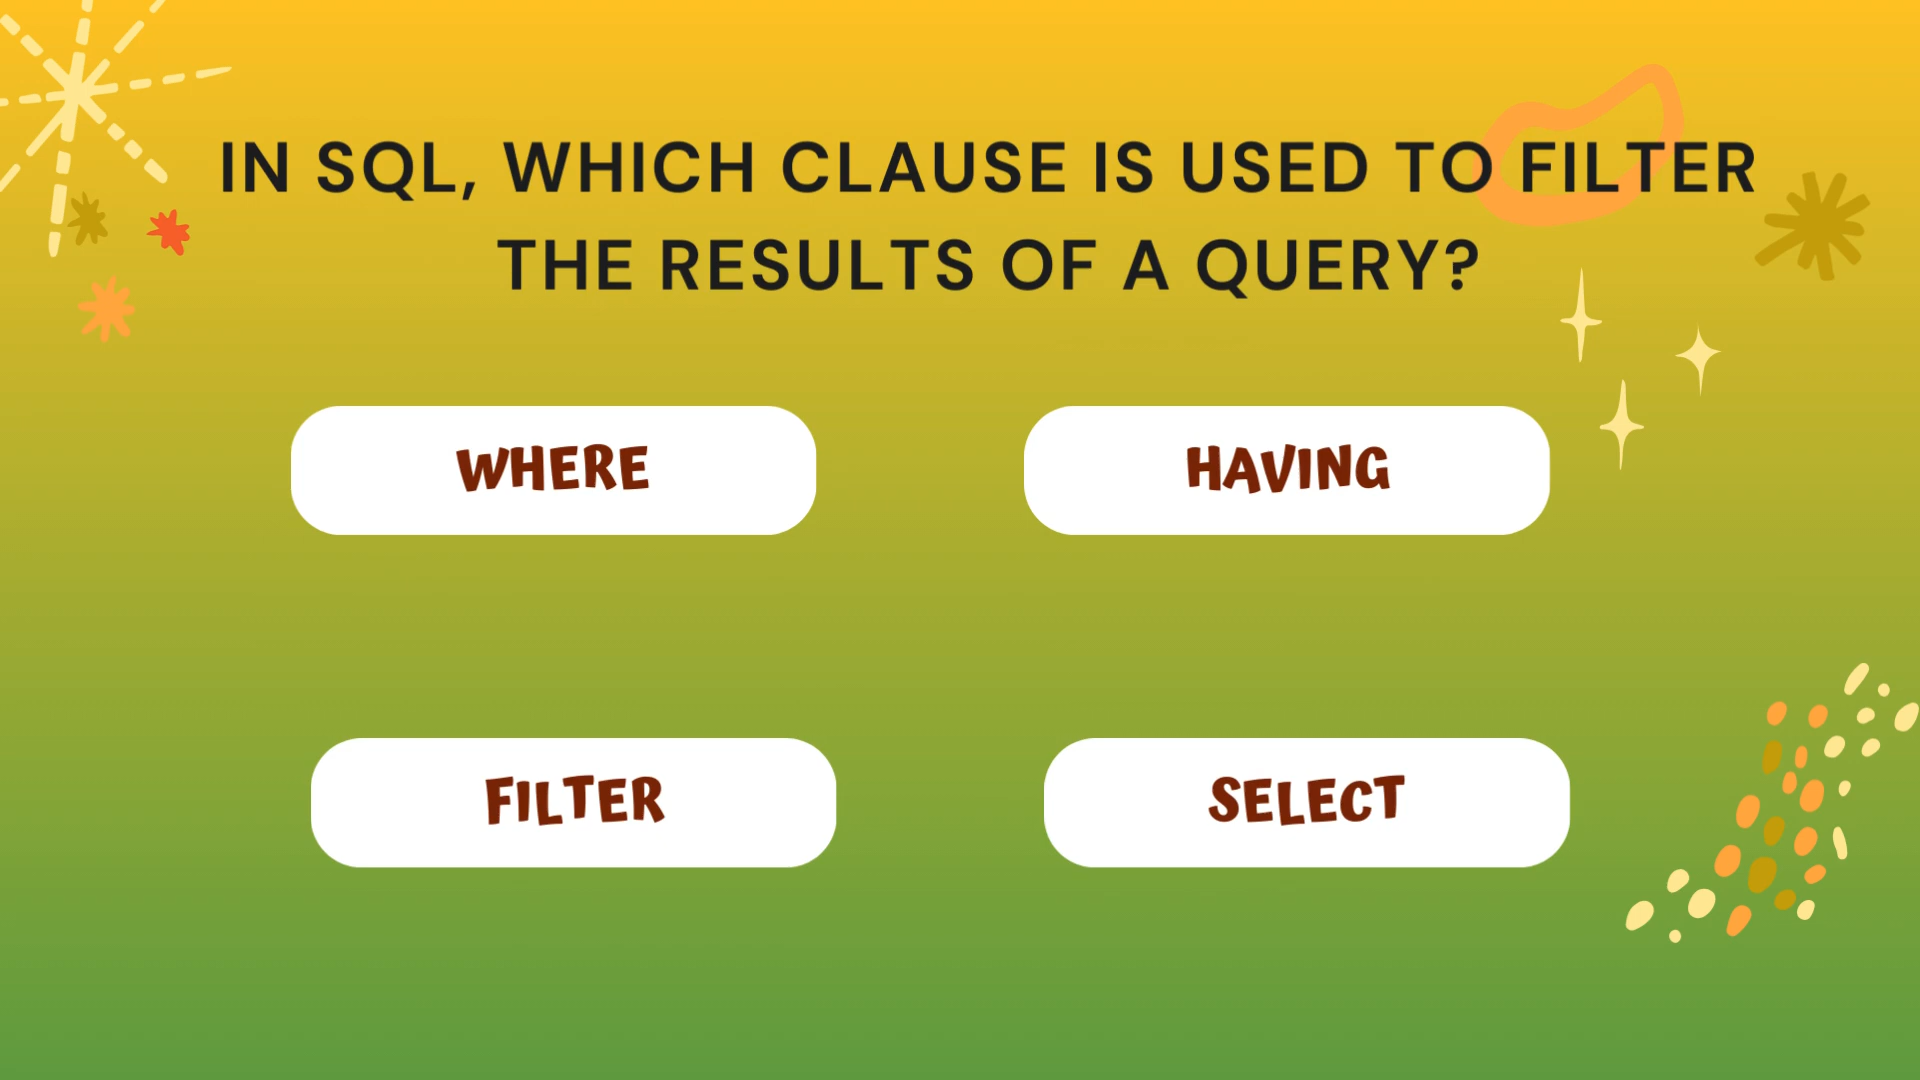 IN SQL, WHICH CLAUSE IS USED TO FILTER
THE RESULTS OF A QUERY?
WHERE
HAVING
FILTER
SELECT